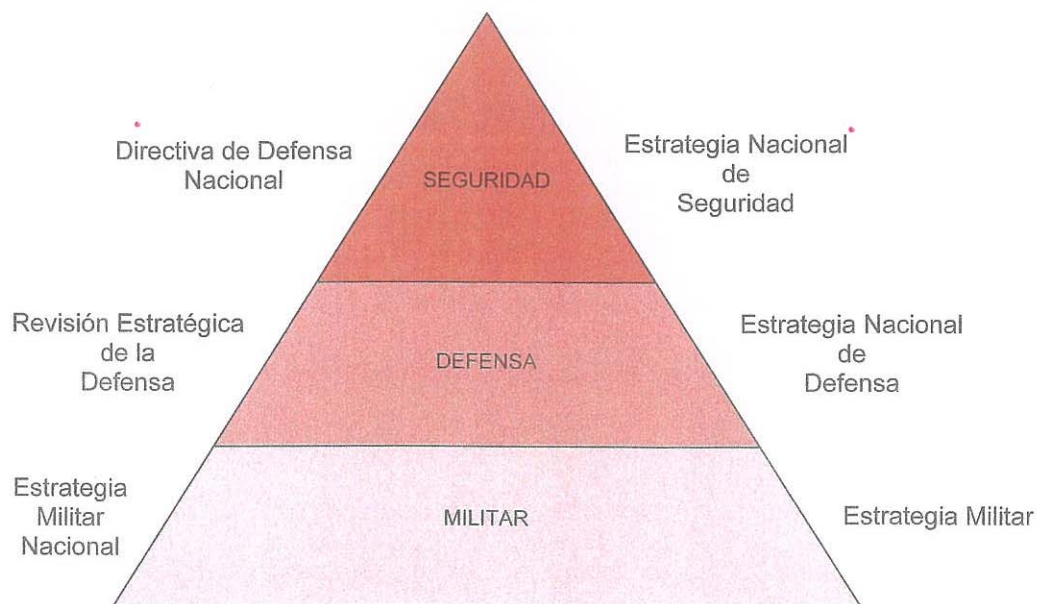 Directiva de Defensa
Nacional
SEGURIDAD
Estrategia Nacional
de
Seguridad
Revisión Estratégica
de la
Defensa
DEFENSA
Estrategia Nacional
de
Defensa
Estrategia
Militar
Nacional
MILITAR
Estrategia Militar